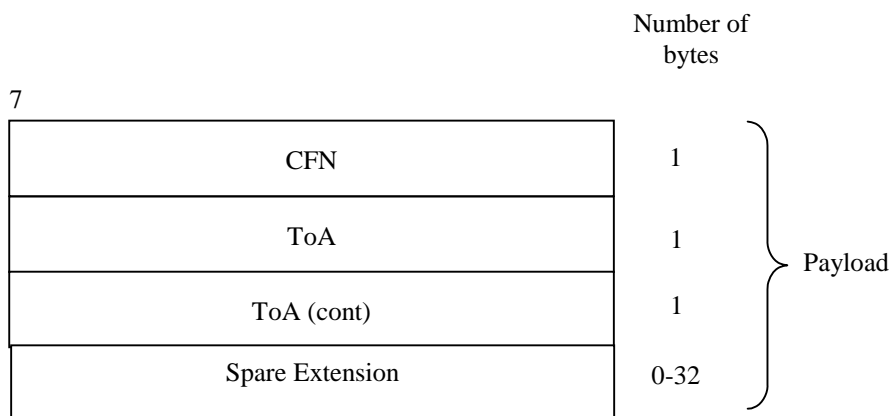 Number of
bytes
7
CFN 1
ToA 1
Payload
ToA (cont) 1
Spare Extension 0-32